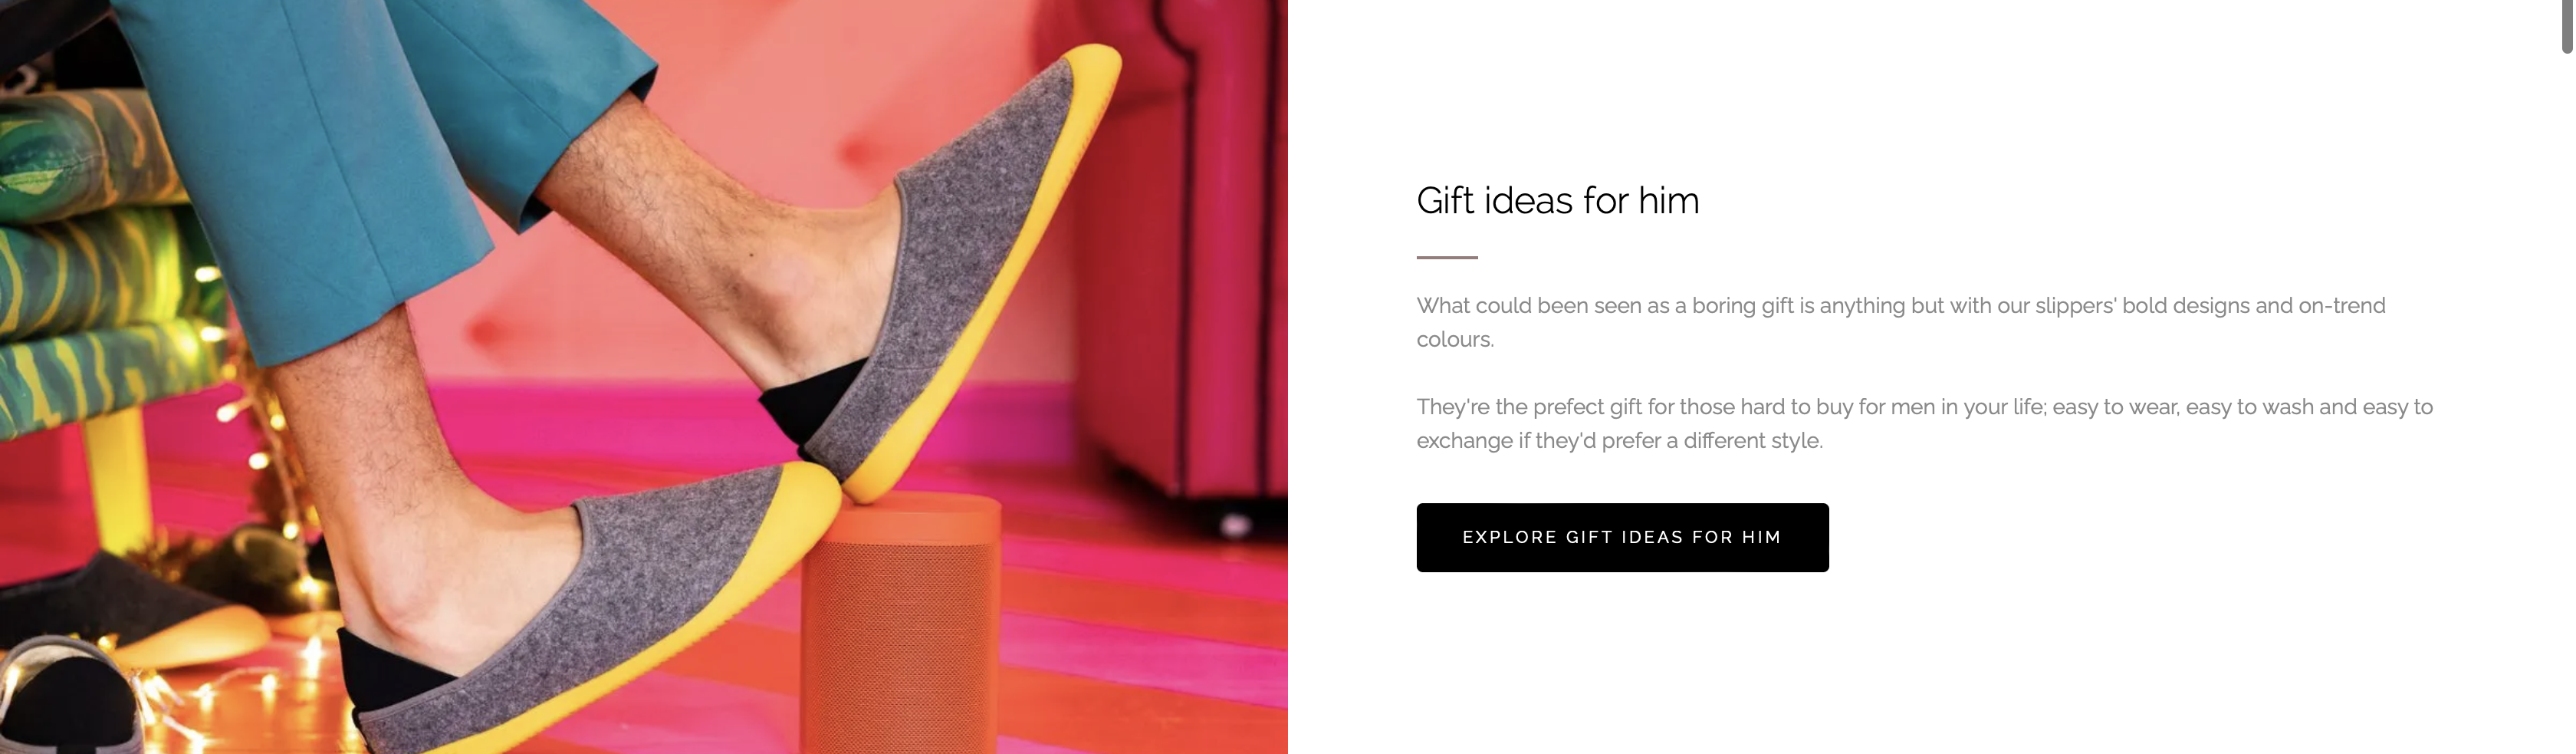 Gift ideas for him
What could been seen as a boring gift is anything but with our slippers' bold designs and on-trend
colours.
They're the prefect gift for those hard to buy for men in your life; easy to wear, easy to wash and easy to
exchange if they'd prefer a different style.
EXPLORE GIFT IDEAS FOR HIM